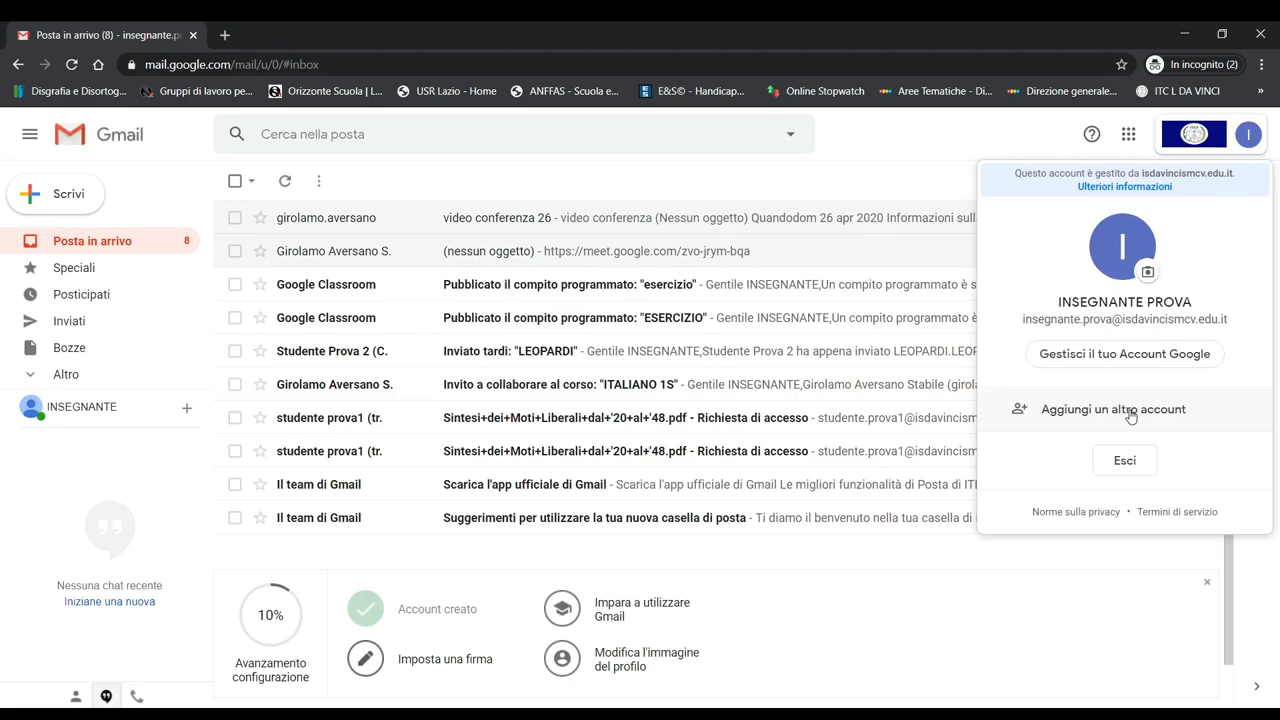 Posta in arrivo (8) - insegnante.p
mail.google.com/mail/u/0/#inbox
In incognito (2)
Disgrafia e Disortog...
Gruppi di lavoro pe...
Orizzonte Scuola | L...
USR Lazio - Home
ANFFAS - Scuola e...
E&S© - Handicap...
Online Stopwatch
Aree Tematiche - Di...
Direzione generale...
ITC L DA VINCI
»
Gmail
Cerca nella posta
I
Scrivi
Posta in arrivo 8
Speciali
Posticipati
Inviati
Bozze
Altro
INSEGNANTE
Nessuna chat recente
Iniziane una nuova
girolamo.aversano video conferenza 26 - video conferenza (Nessun oggetto) Quandodom 26 apr 2020 Informazioni sull
Girolamo Aversano S. (nessun oggetto) - https://meet.google.com/zvo-jrym-bqa
Google Classroom Pubblicato il compito programmato: "esercizio" - Gentile INSEGNANTE,Un compito programmato è s
Google Classroom Pubblicato il compito programmato: "ESERCIZIO" - Gentile INSEGNANTE,Un compito programmato è
Studente Prova 2 (C. Inviato tardi: "LEOPARDI" - Gentile INSEGNANTE,Studente Prova 2 ha appena inviato LEOPARDI.LEOP
Girolamo Aversano S. Invito a collaborare al corso: "ITALIANO 1S" - Gentile INSEGNANTE,Girolamo Aversano Stabile (girol
studente prova1 (tr. Sintesi+dei+Moti+Liberali+dal+'20+al+'48.pdf - Richiesta di accesso - studente.prova1@isdavincism
studente prova1 (tr. Sintesi+dei+Moti+Liberali+dal+'20+al+'48.pdf - Richiesta di accesso - studente.prova1@isdavincism
Il team di Gmail Scarica l'app ufficiale di Gmail - Scarica l'app ufficiale di Gmail Le migliori funzionalità di Posta di IT
Il team di Gmail Suggerimenti per utilizzare la tua nuova casella di posta - Ti diamo il benvenuto nella tua casella di
10%
Avanzamento
configurazione
Account creato
Imposta una firma
Impara a utilizzare
Gmail
Modifica l'immagine
del profilo
Questo account è gestito da isdavincismcv.edu.it.
Ulteriori informazioni
I
INSEGNANTE PROVA
insegnante.prova@isdavincismcv.edu.it
Gestisci il tuo Account Google
Aggiungi un altro account
Esci
Norme sulla privacy • Termini di servizio